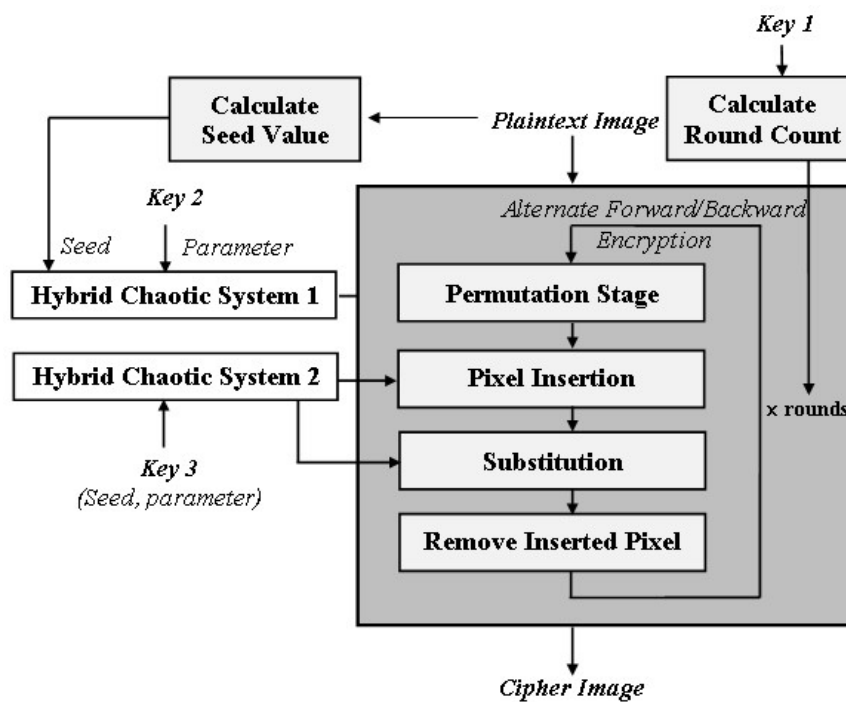 Key 1
Calculate
Seed Value
Plaintext Image
Calculate
Round Count
Key 2
Alternate Forward/Backward
Encryption
Seed
Parameter
Hybrid Chaotic System 1
Permutation Stage
Hybrid Chaotic System 2
Pixel Insertion
x rounds
Key 3
(Seed, parameter)
Substitution
Remove Inserted Pixel
Cipher Image